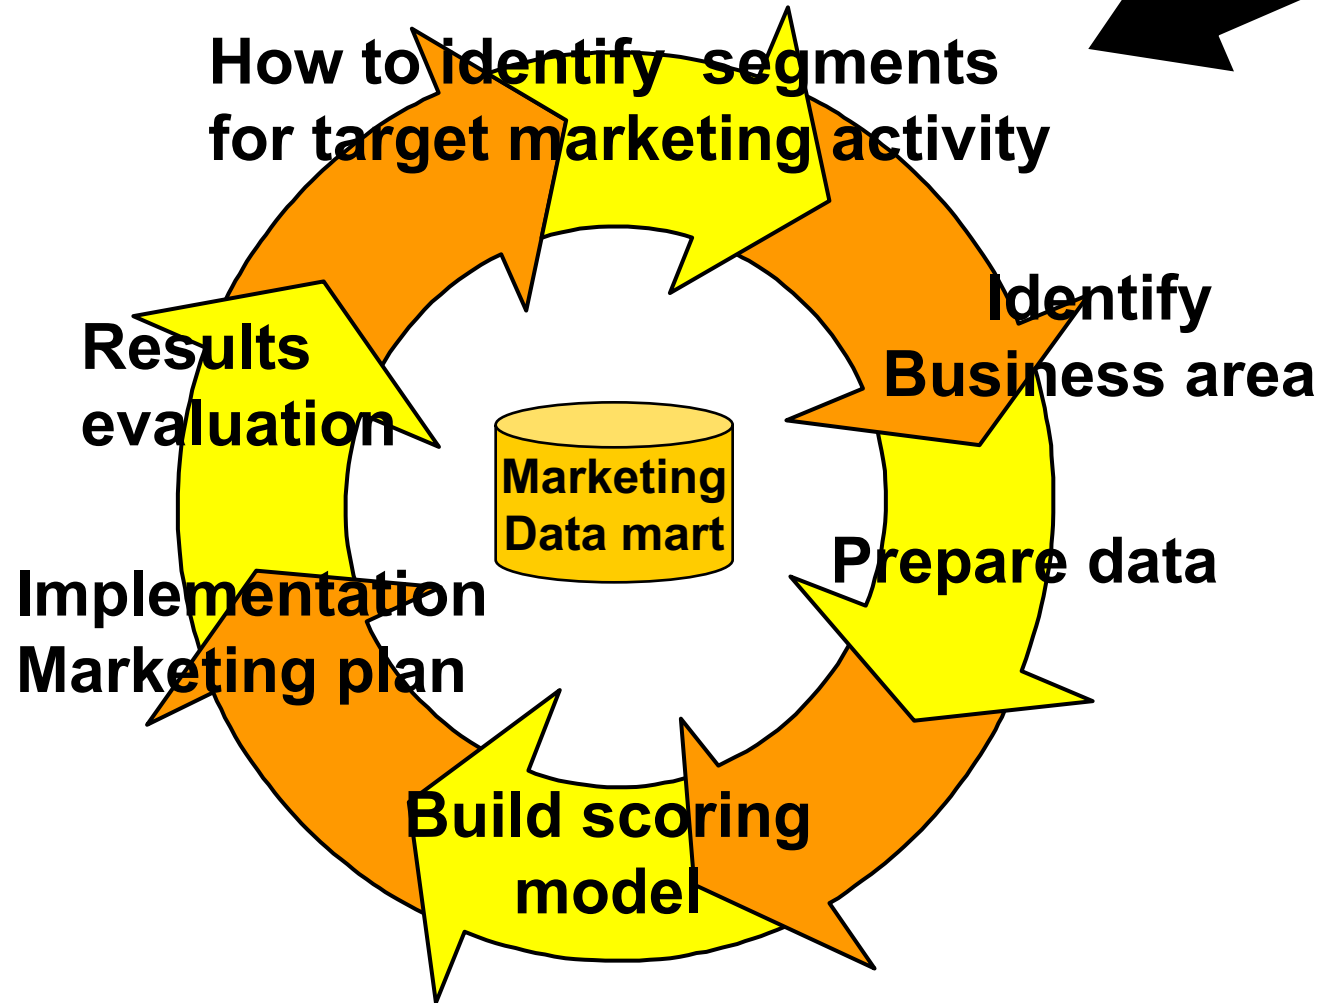 How to identify segments
for target marketing activity
Identify
Business area
Prepare data
Build scoring
model
Implementation
Marketing plan
Results
evaluation
Marketing
Data mart